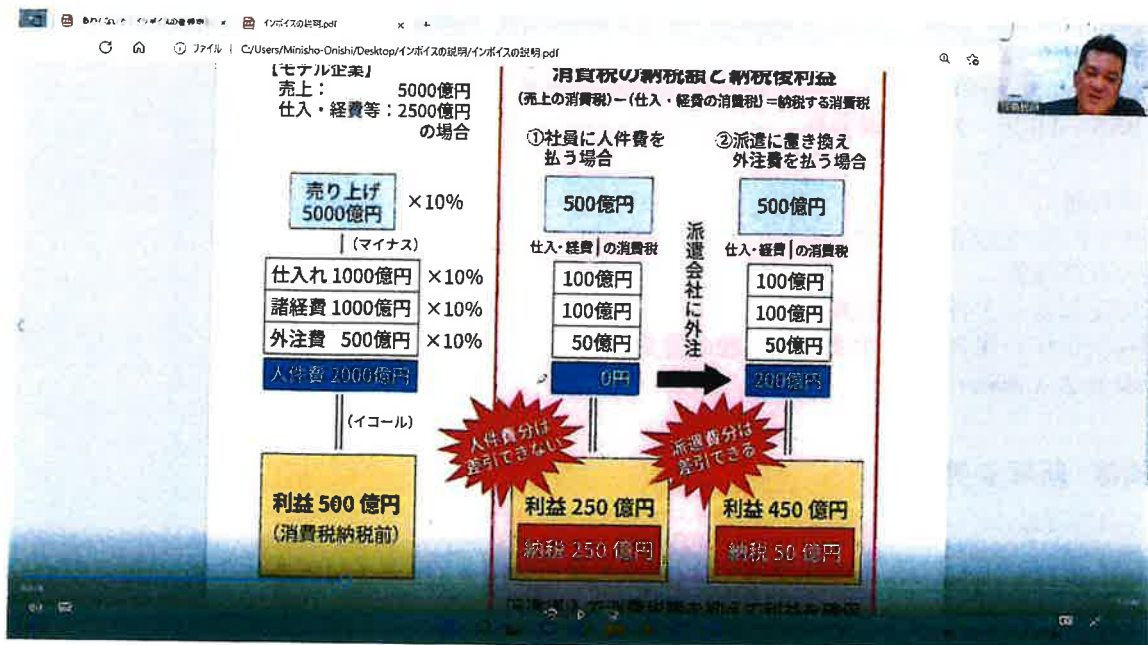 インボイスの説明.pdf
ファイル
C:/Users/Minisho-Onishi/Desktop/インボイスの説明/インボイスの説明.pdf
【モデル企業】
売上： 5000億円
仕入・経費等：2500億円
の場合
売り上げ
5000億円
×10%
(マイナス)
仕入れ 1000億円 ×10%
諸経費 1000億円 ×10%
外注費 500億円 ×10%
人件費 2000億円
(イコール)
利益 500 億円
(消費税納税前)
消費税の納税額と納税後利益
(売上の消費税)ー(仕入・経費の消費税)=納税する消費税
①社員に人件費を
払う場合
500億円
仕入・経費 の消費税
100億円
100億円
50億円
0円
人件費分は
差引できない
利益 250 億円
納税 250 億円
派遣会社に外注
②派遣に置き換え
外注費を払う場合
500億円
仕入・経費 の消費税
100億円
100億円
50億円
200億円
派遣費分は
差引できる
利益 450 億円
納税 50 億円